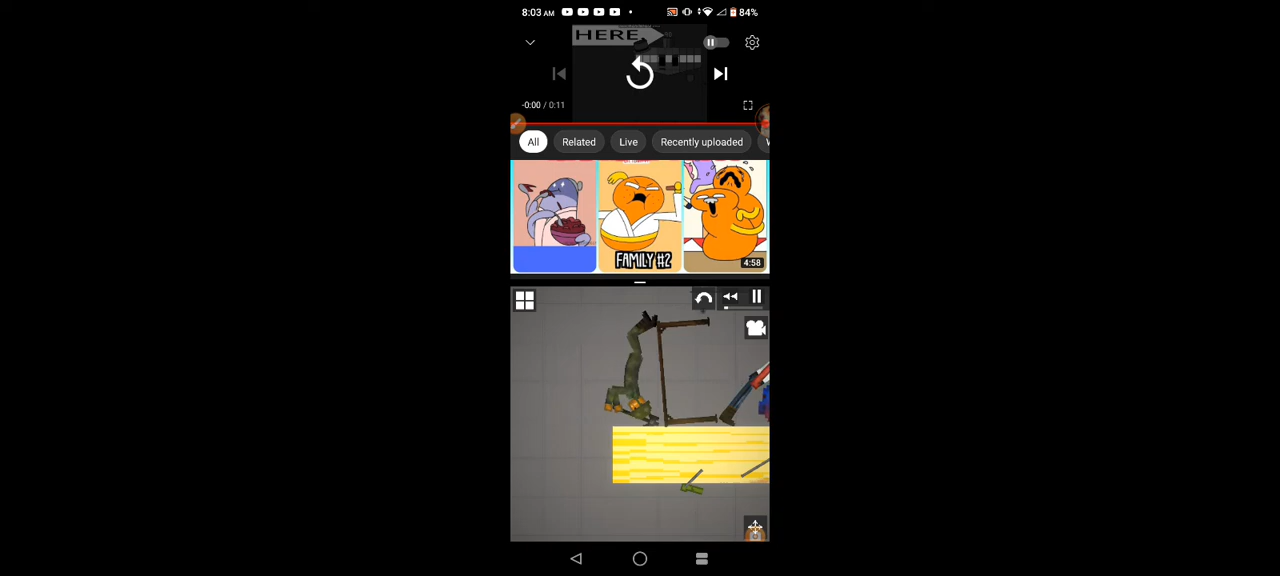 8:03 AM
84%
HERE
-0:00 / 0:11
All Related Live Recently uploaded
FAMILY #2
4:58